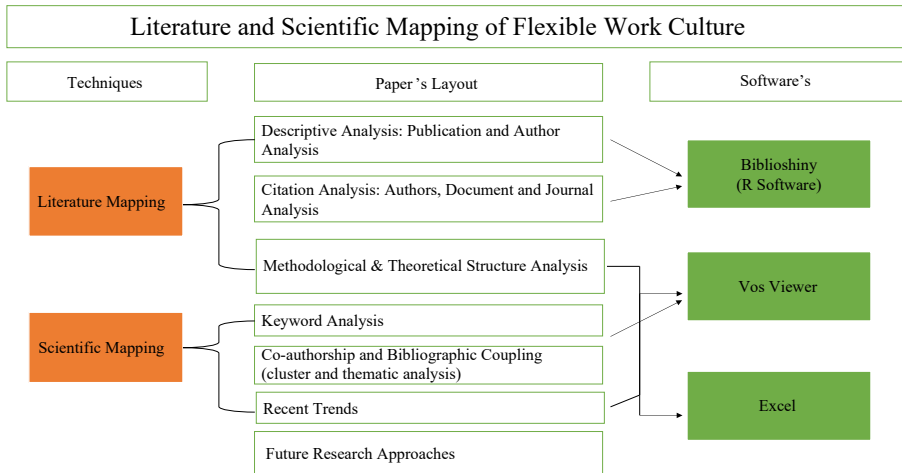 Literature and Scientific Mapping of Flexible Work Culture
Techniques
Paper's Layout
Software's
Descriptive Analysis: Publication and Author
Analysis
Biblioshiny
(R Software)
Literature Mapping
Citation Analysis: Authors, Document and Journal
Analysis
Methodological & Theoretical Structure Analysis
Vos Viewer
Keyword Analysis
Scientific Mapping
Co-authorship and Bibliographic Coupling
(cluster and thematic analysis)
Recent Trends
Excel
Future Research Approaches